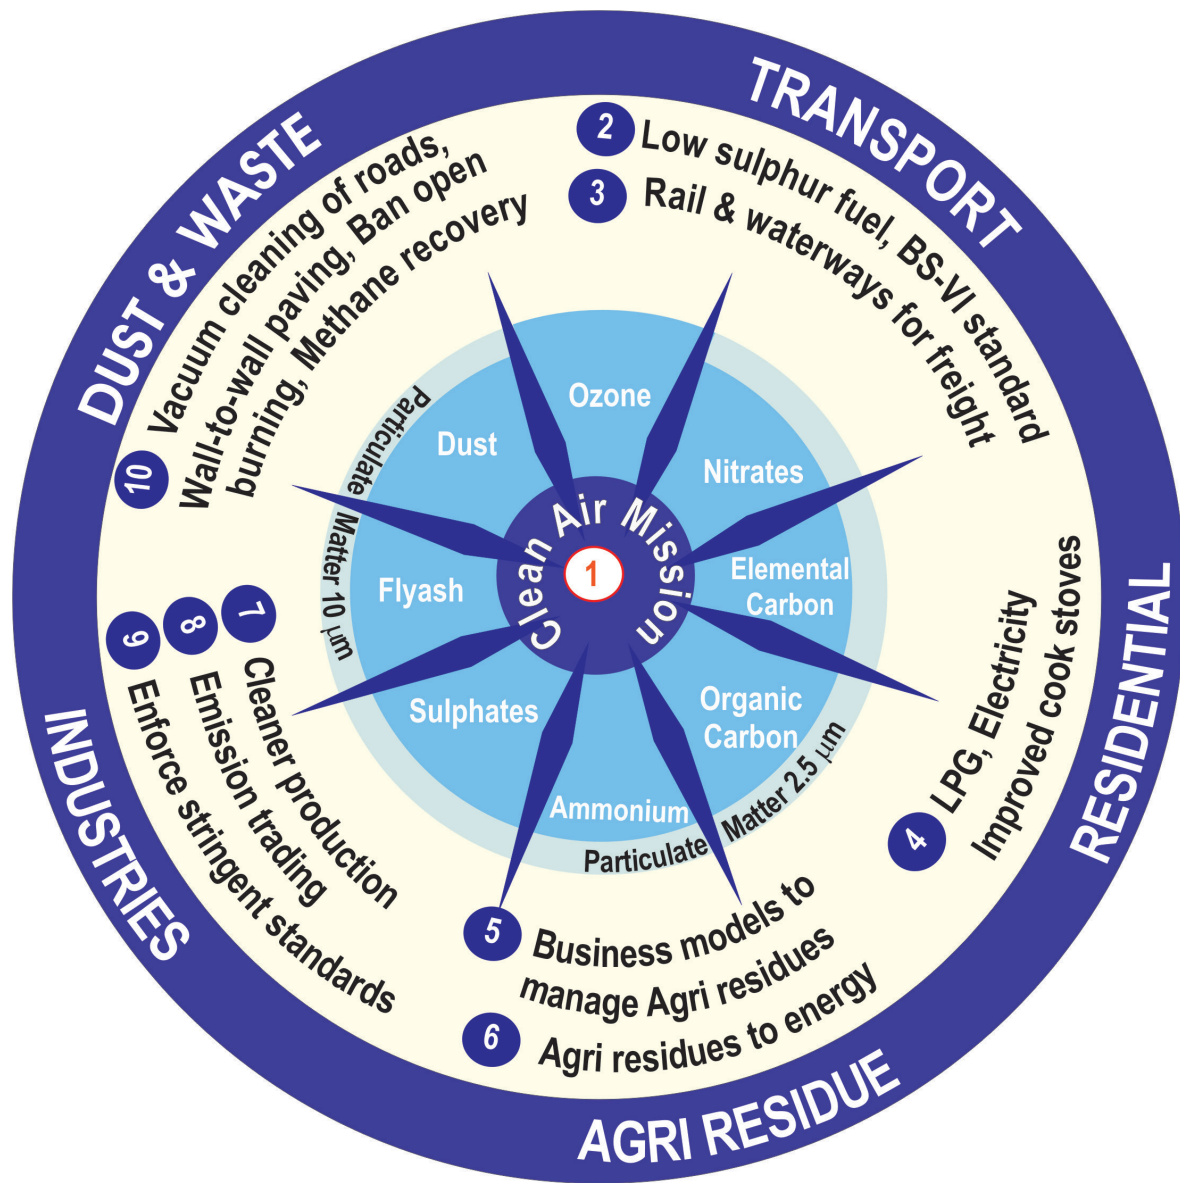 TRANSPORT
2 Low sulphur fuel, BS-VI standard
3 Rail & waterways for freight
RESIDENTIAL
4 LPG, Electricity
Improved cook stoves
AGRI RESIDUE
5 Business models to
manage Agri residues
6 Agri residues to energy
INDUSTRIES
7 Cleaner production
8 Emission trading
9 Enforce stringent standards
DUST & WASTE
10 Vacuum cleaning of roads,
Wall-to-wall paving, Ban open
burning, Methane recovery
Ozone
Nitrates
Elemental
Carbon
Organic
Carbon
Ammonium
Sulphates
Flyash
Dust
Particulate Matter 10 μm
Particulate Matter 2.5 μm
Clean Air Mission
1